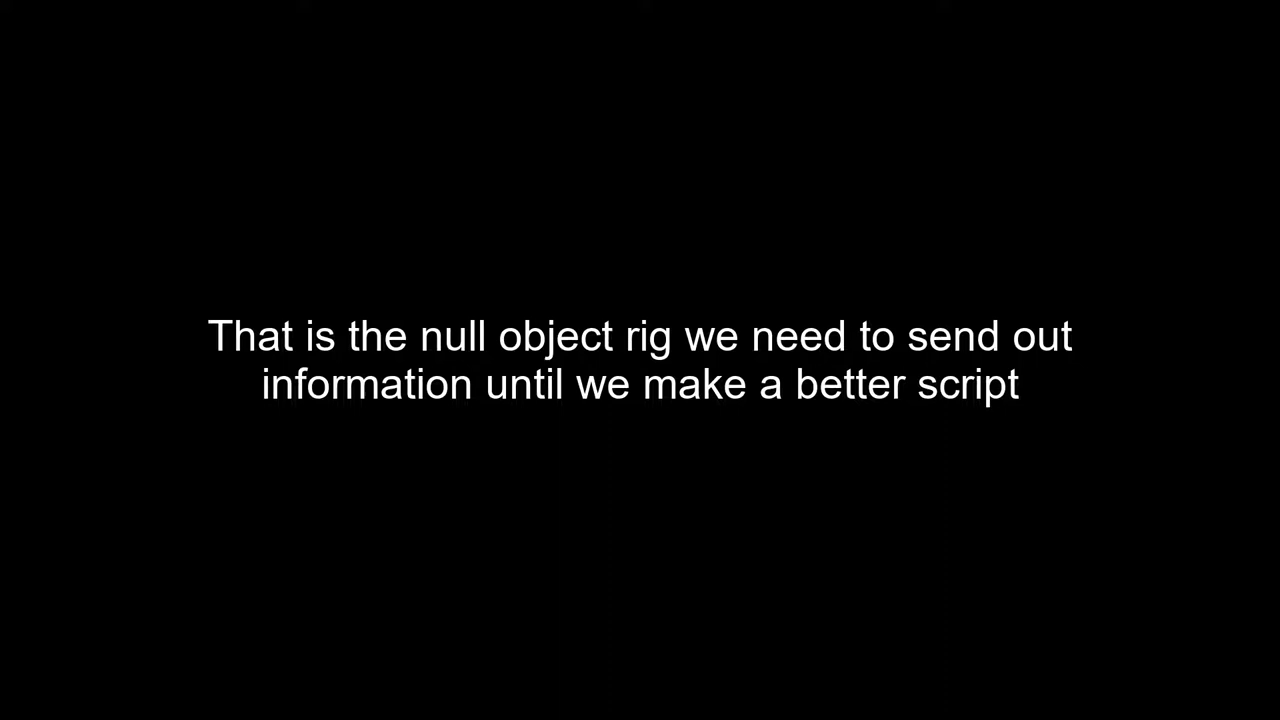 That is the null object rig we need to send out
information until we make a better script